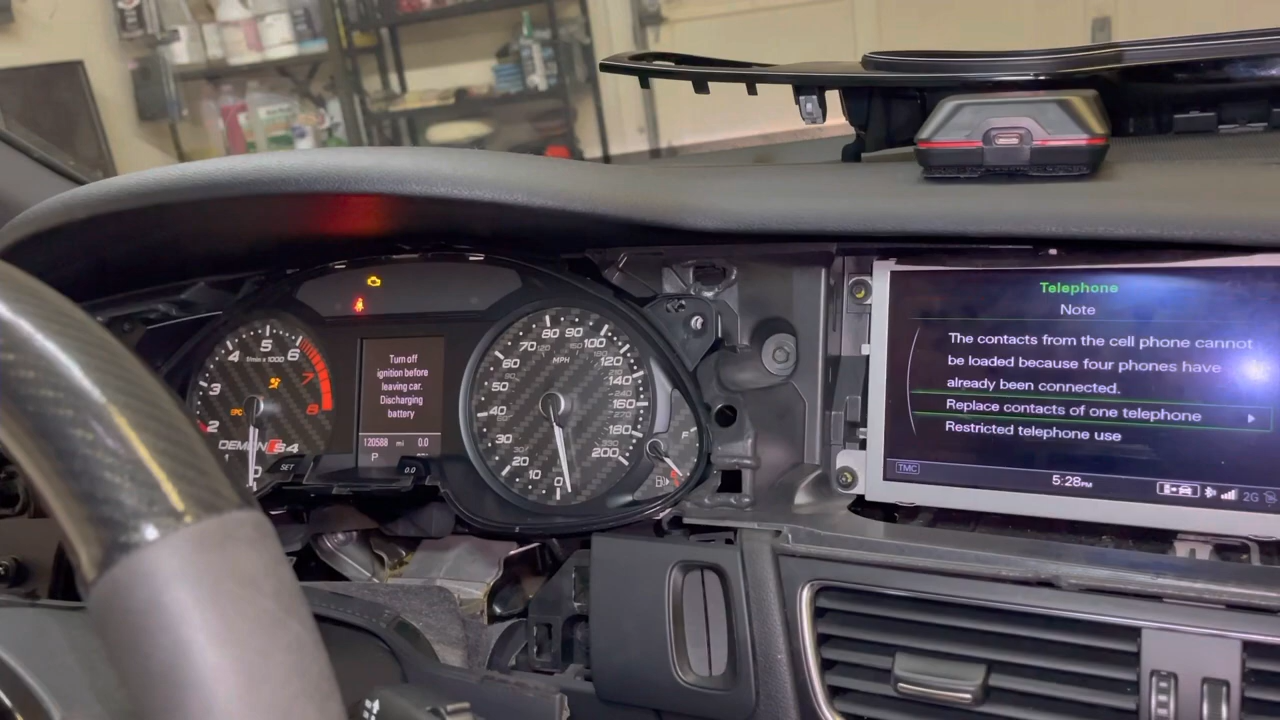 4
5
6
1/min x 1000
3
7
2
EPC
8
DEMON S4
0
SET
Turn off
ignition before
leaving car.
Discharging
battery
120588 mi 0.0
P
0.0
80 90
70 100
60 120
50 140
40 160
30 180
20 200
10
0
MPH
F
Telephone
Note
The contacts from the cell phone cannot
be loaded because four phones have
already been connected.
Replace contacts of one telephone
Restricted telephone use
TMC
5:28PM
2G